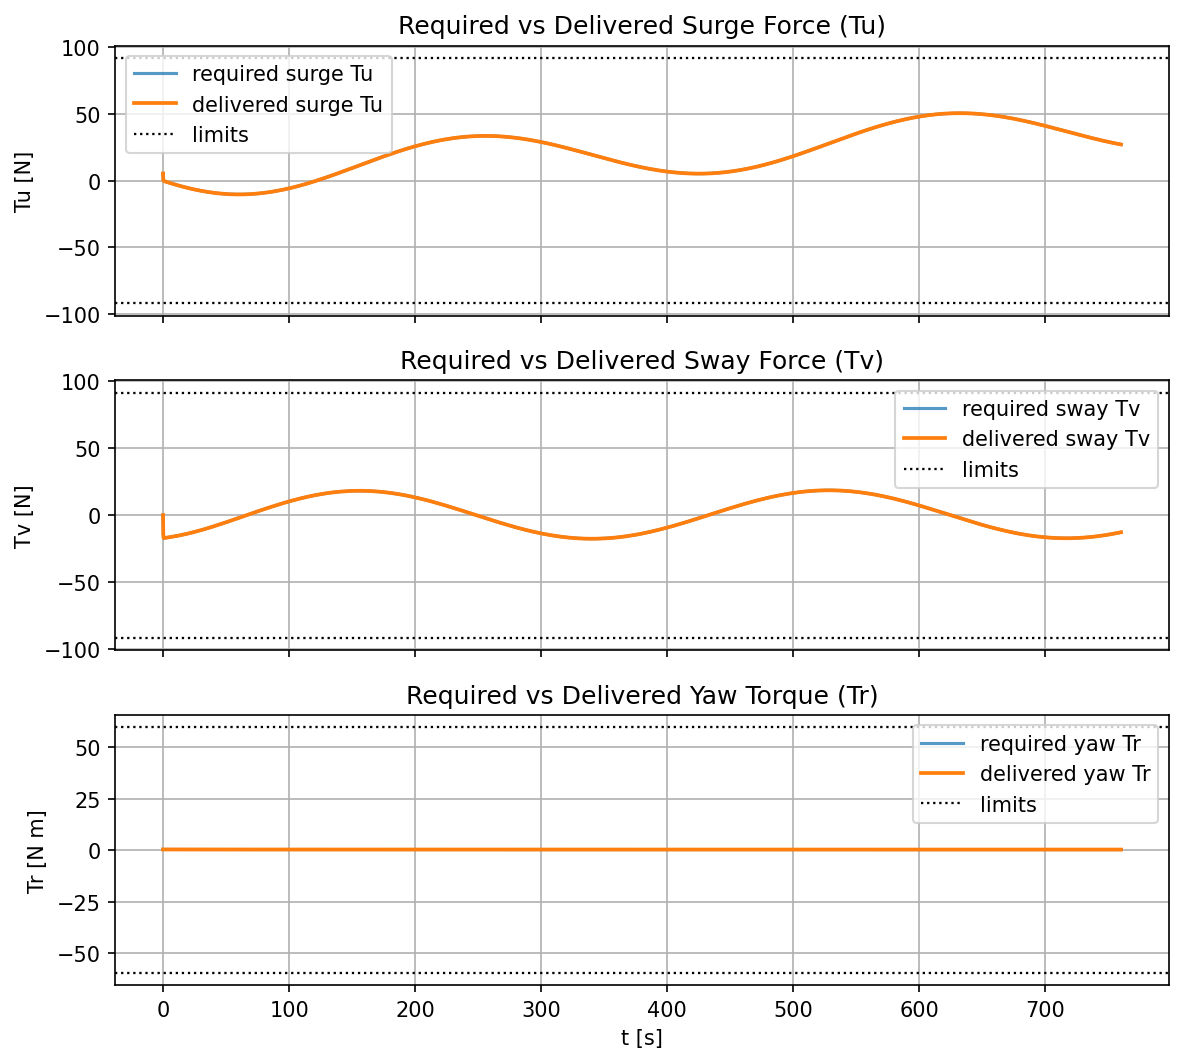 Required vs Delivered Surge Force (Tu)
100
50
0
−50
−100
Tu [N]
required surge Tu
delivered surge Tu
limits
Required vs Delivered Sway Force (Tv)
100
50
0
−50
−100
Tv [N]
required sway Tv
delivered sway Tv
limits
Required vs Delivered Yaw Torque (Tr)
50
25
0
−25
−50
Tr [N m]
required yaw Tr
delivered yaw Tr
limits
0 100 200 300 400 500 600 700
t [s]